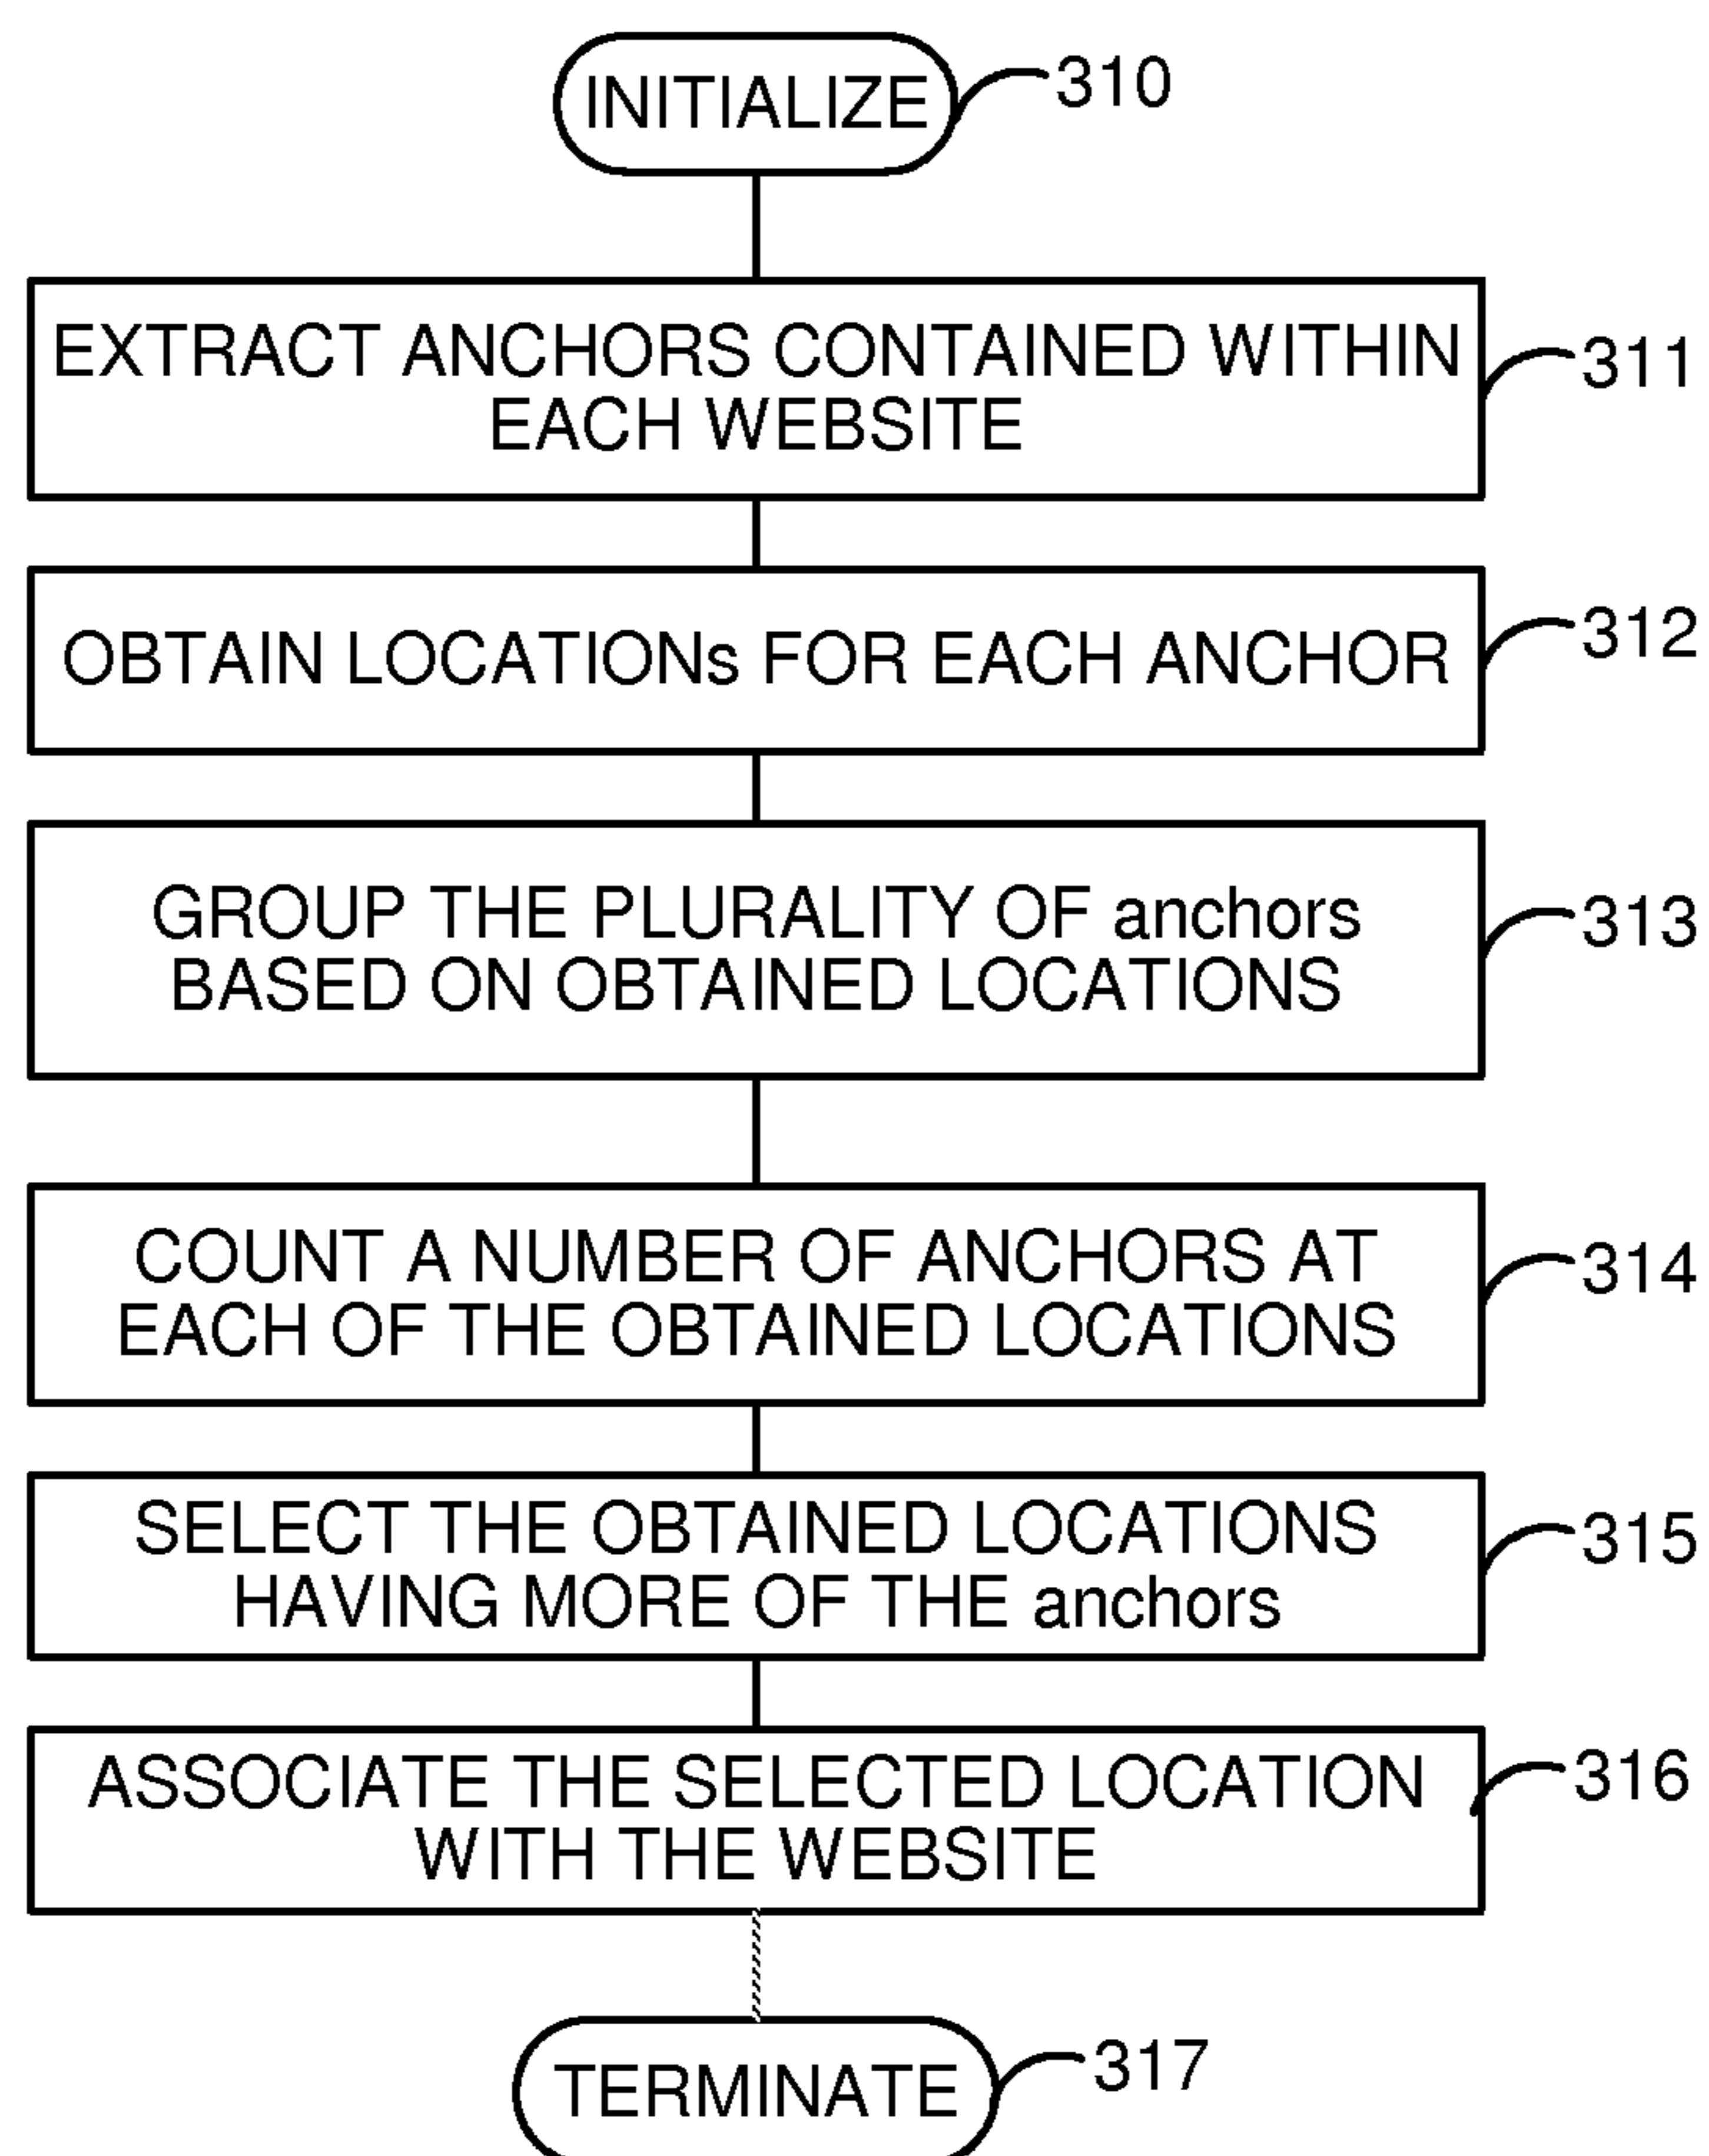 INITIALIZE
310
EXTRACT ANCHORS CONTAINED WITHIN
EACH WEBSITE
311
OBTAIN LOCATIONs FOR EACH ANCHOR
312
GROUP THE PLURALITY OF anchors
BASED ON OBTAINED LOCATIONS
313
COUNT A NUMBER OF ANCHORS AT
EACH OF THE OBTAINED LOCATIONS
314
SELECT THE OBTAINED LOCATIONS
HAVING MORE OF THE anchors
315
ASSOCIATE THE SELECTED LOCATION
WITH THE WEBSITE
316
TERMINATE
317